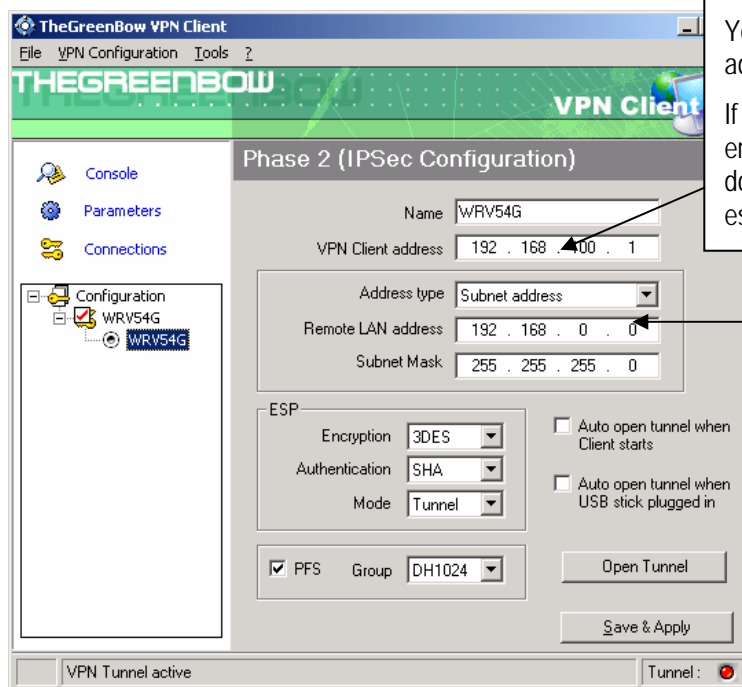 TheGreenBow VPN Client
File VPN Configuration Tools ?
THEGREENBOW
VPN Client
If
Console
Parameters
Connections
Configuration
WRV54G
WRV54G
Phase 2 (IPSec Configuration)
Name WRV54G
VPN Client address 192 . 168 . 100 . 1
Address type Subnet address
Remote LAN address 192 . 168 . 0 . 0
Subnet Mask 255 . 255 . 255 . 0
ESP
Encryption 3DES
Authentication SHA
Mode Tunnel
Auto open tunnel when
Client starts
Auto open tunnel when
USB stick plugged in
PFS Group DH1024
Open Tunnel
Save & Apply
VPN Tunnel active
Tunnel :